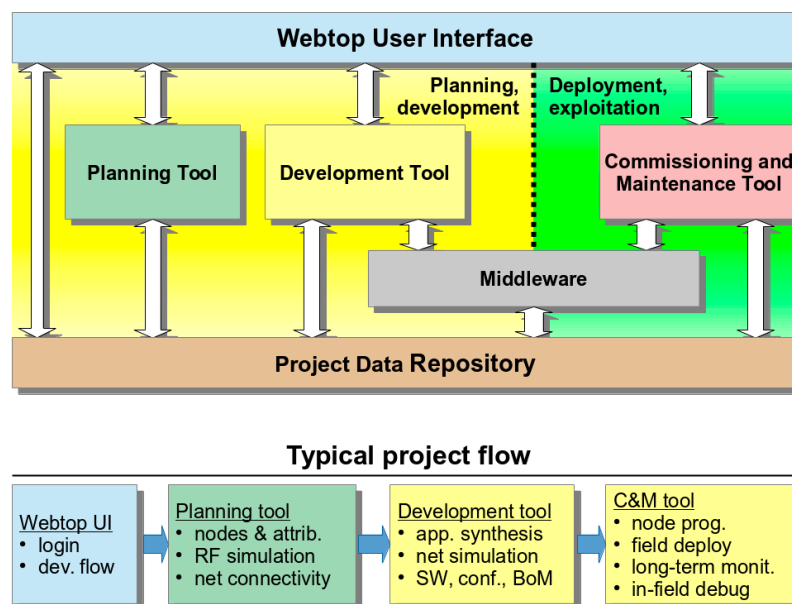 Webtop User Interface
Planning,
development
Deployment,
exploitation
Planning Tool
Development Tool
Commissioning and
Maintenance Tool
Middleware
Project Data Repository
Typical project flow
Webtop UI
• login
• dev. flow
Planning tool
• nodes & attrib.
• RF simulation
• net connectivity
Development tool
• app. synthesis
• net simulation
• SW, conf., BoM
C&M tool
• node prog.
• field deploy
• long-term monit.
• in-field debug